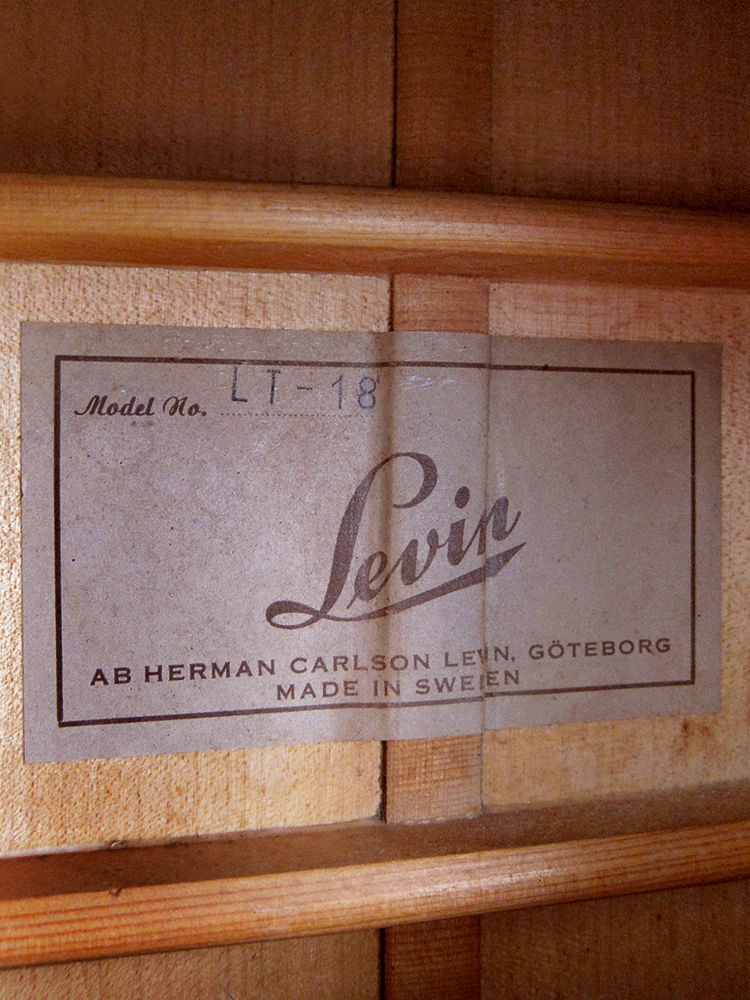 Model No. LT-18
Levin
AB HERMAN CARLSON LEVIN, GÖTEBORG
MADE IN SWEDEN